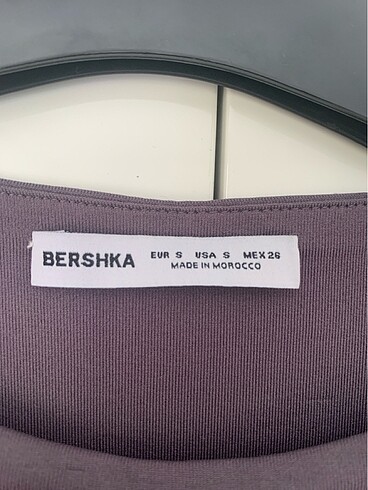 BERSHKA
EUR S USA S MEX 26
MADE IN MOROCCO